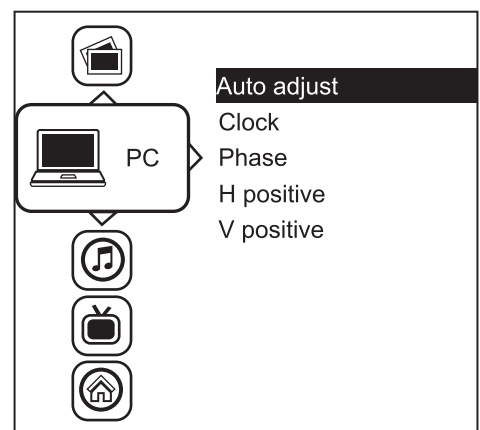 Auto adjust
Clock
PC
Phase
H positive
V positive